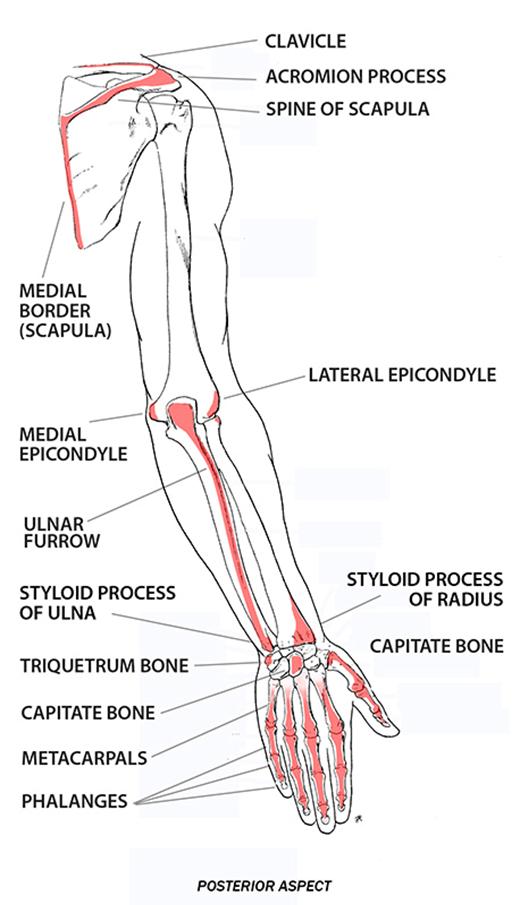 CLAVICLE
ACROMION PROCESS
SPINE OF SCAPULA
MEDIAL
BORDER
(SCAPULA)
LATERAL EPICONDYLE
MEDIAL
EPICONDYLE
ULNAR
FURROW
STYLOID PROCESS
OF ULNA
STYLOID PROCESS
OF RADIUS
CAPITATE BONE
TRIQUETRUM BONE
CAPITATE BONE
METACARPALS
PHALANGES
POSTERIOR ASPECT